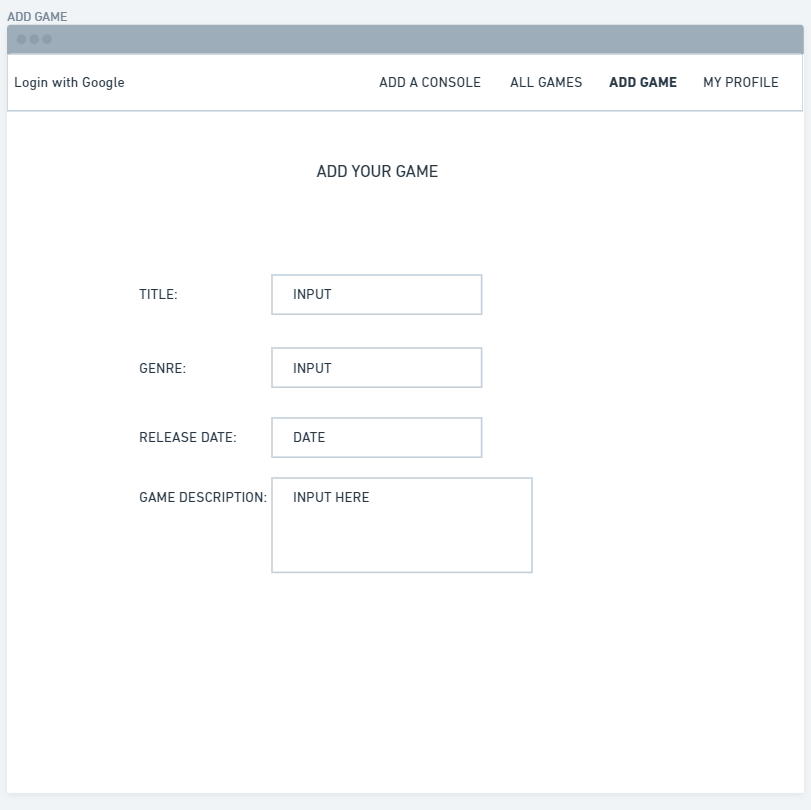 ADD GAME
Login with Google ADD A CONSOLE ALL GAMES ADD GAME MY PROFILE
ADD YOUR GAME
TITLE: INPUT
GENRE: INPUT
RELEASE DATE: DATE
GAME DESCRIPTION: INPUT HERE